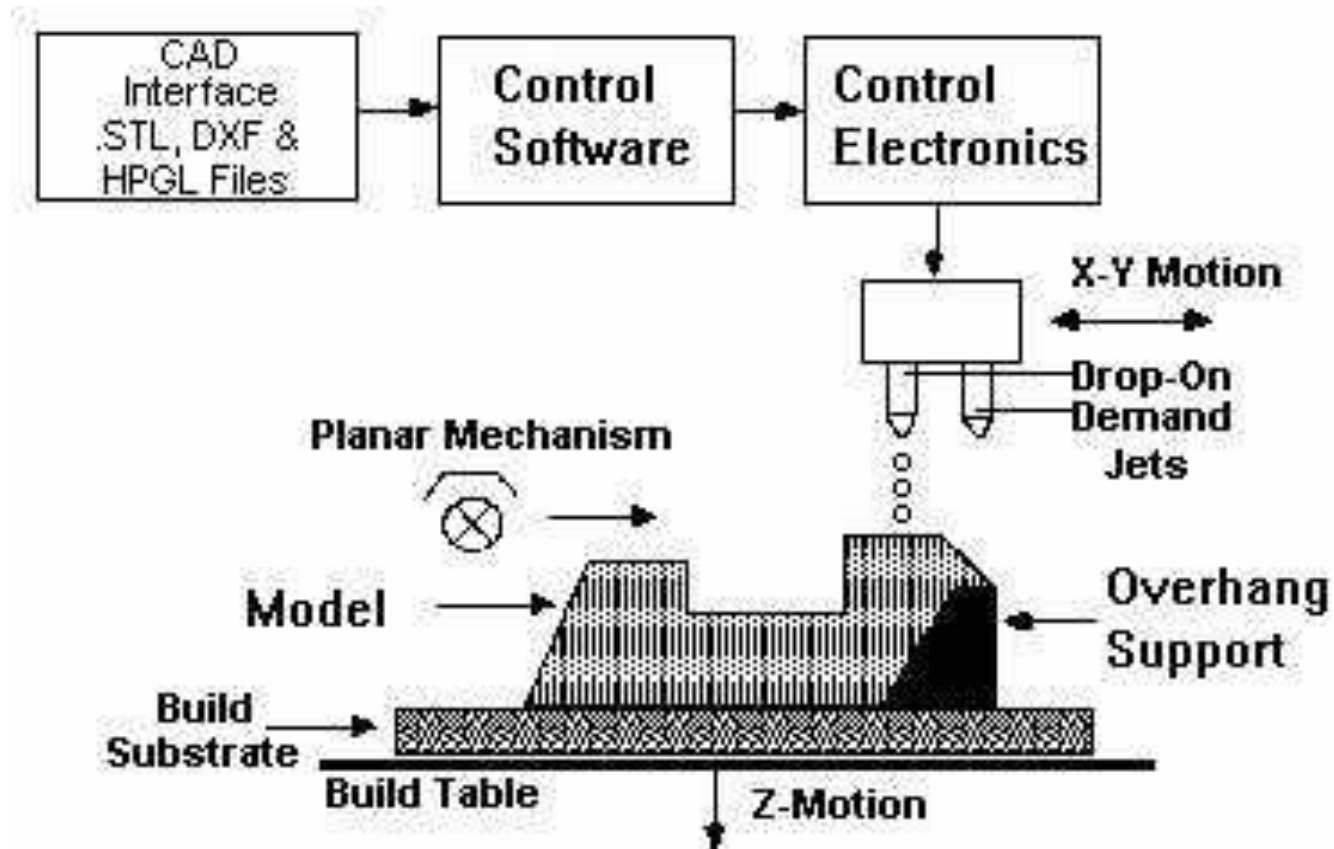 CAD
Interface
.STL, DXF &
HPGL Files
Control
Software
Control
Electronics
X-Y Motion
Drop-On
Demand
Jets
Planar Mechanism
Model
Overhang
Support
Build
Substrate
Build Table
Z-Motion